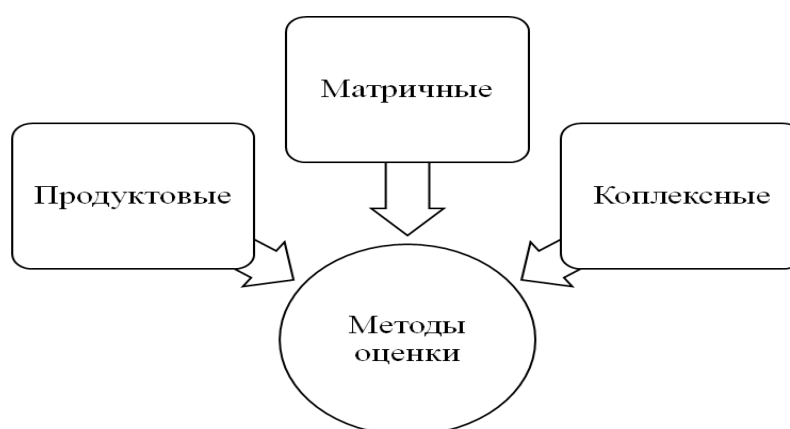 Матричные
Продуктовые
Коплексные
Методы
оценки